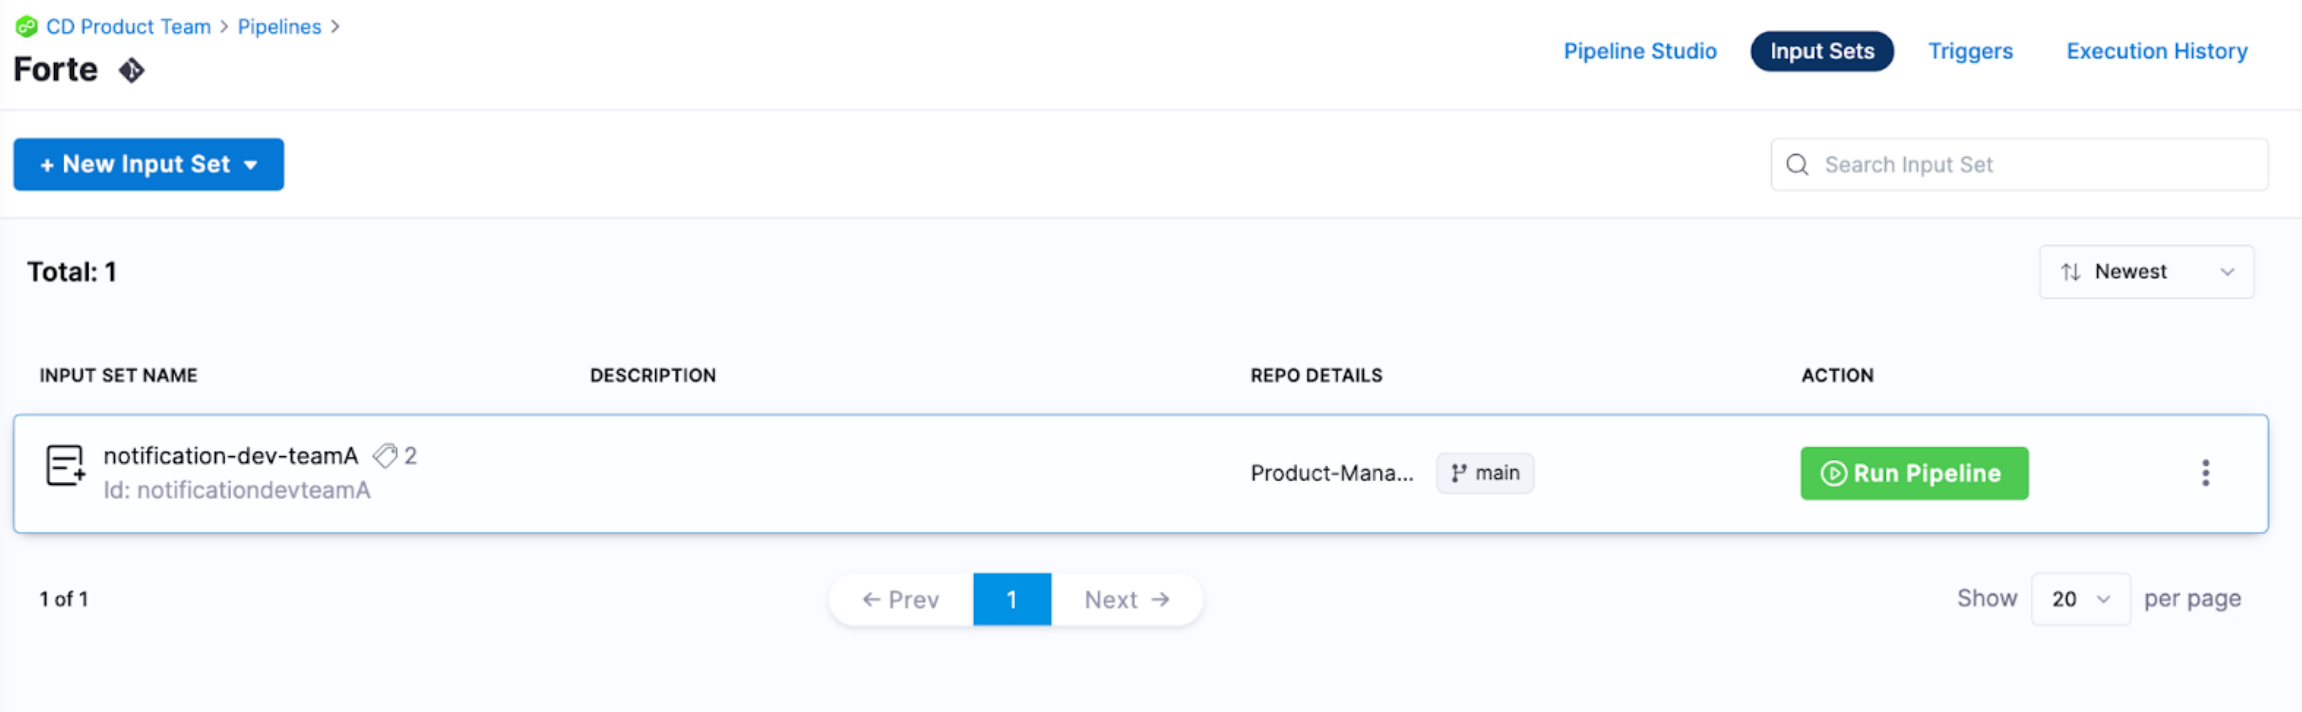 CD Product Team > Pipelines >
Forte
Pipeline Studio Input Sets Triggers Execution History
+ New Input Set
Search Input Set
Total: 1
Newest
INPUT SET NAME DESCRIPTION REPO DETAILS ACTION
notification-dev-teamA 2
Id: notificationdevteamA
Product-Mana... main
Run Pipeline
1 of 1
← Prev 1 Next →
Show 20 per page